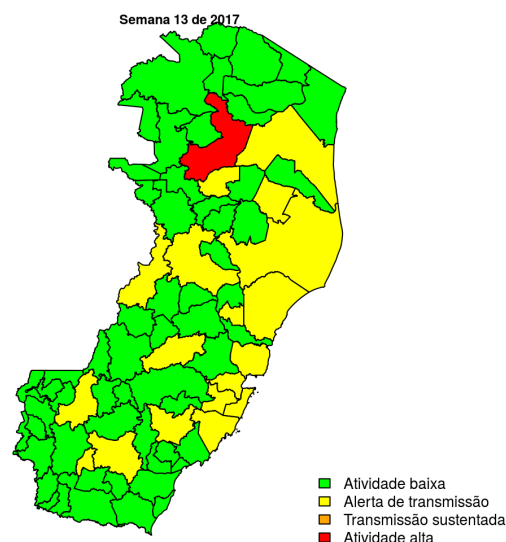 Semana 13 de 2017
Atividade baixa
Alerta de transmissão
Transmissão sustentada
Atividade alta